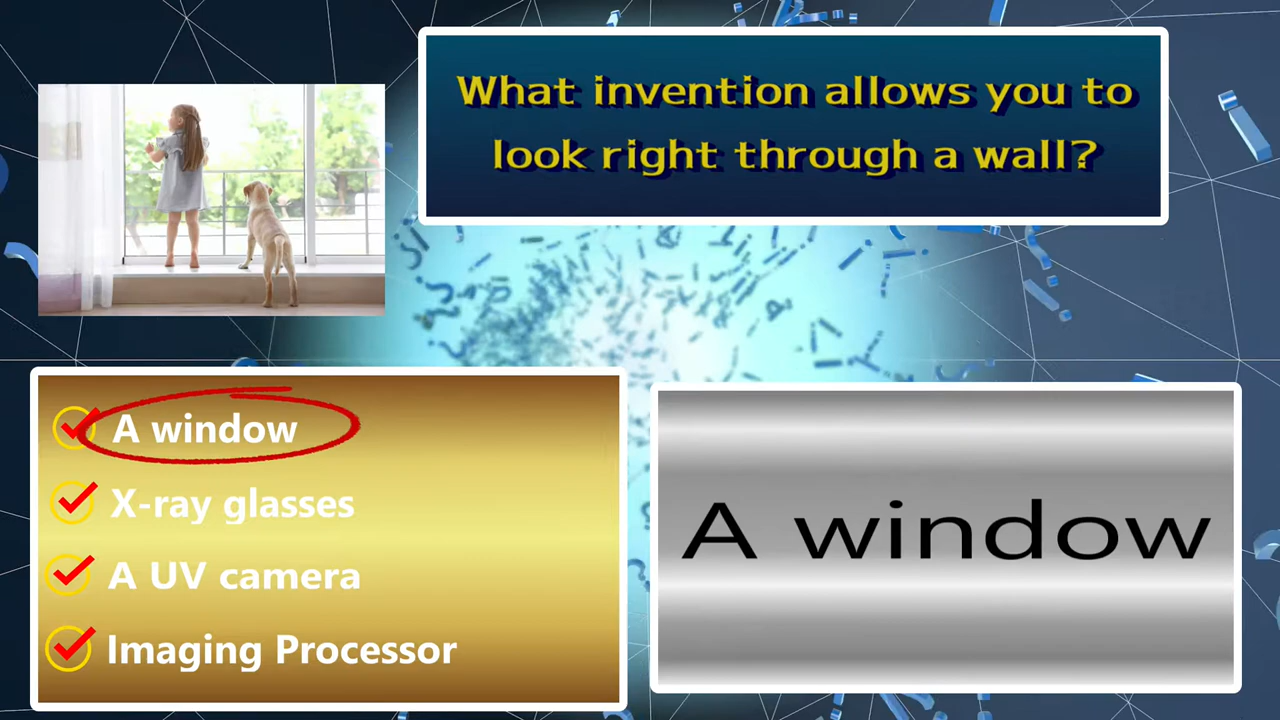 What invention allows you to
look right through a wall?
A window
X-ray glasses
A UV camera
Imaging Processor
A window